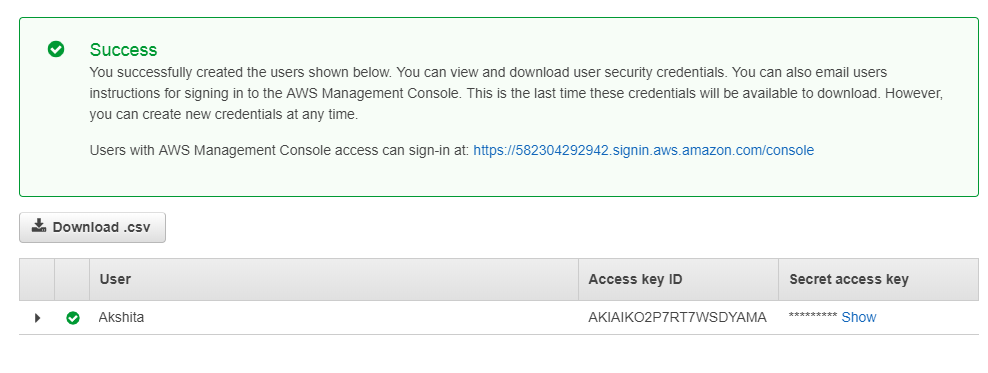 Success
You successfully created the users shown below. You can view and download user security credentials. You can also email users
instructions for signing in to the AWS Management Console. This is the last time these credentials will be available to download. However,
you can create new credentials at any time.
Users with AWS Management Console access can sign-in at: https://582304292942.signin.aws.amazon.com/console
Download .csv
User Access key ID Secret access key
Akshita AKIAIKO2P7RT7WSDYAMA ********* Show